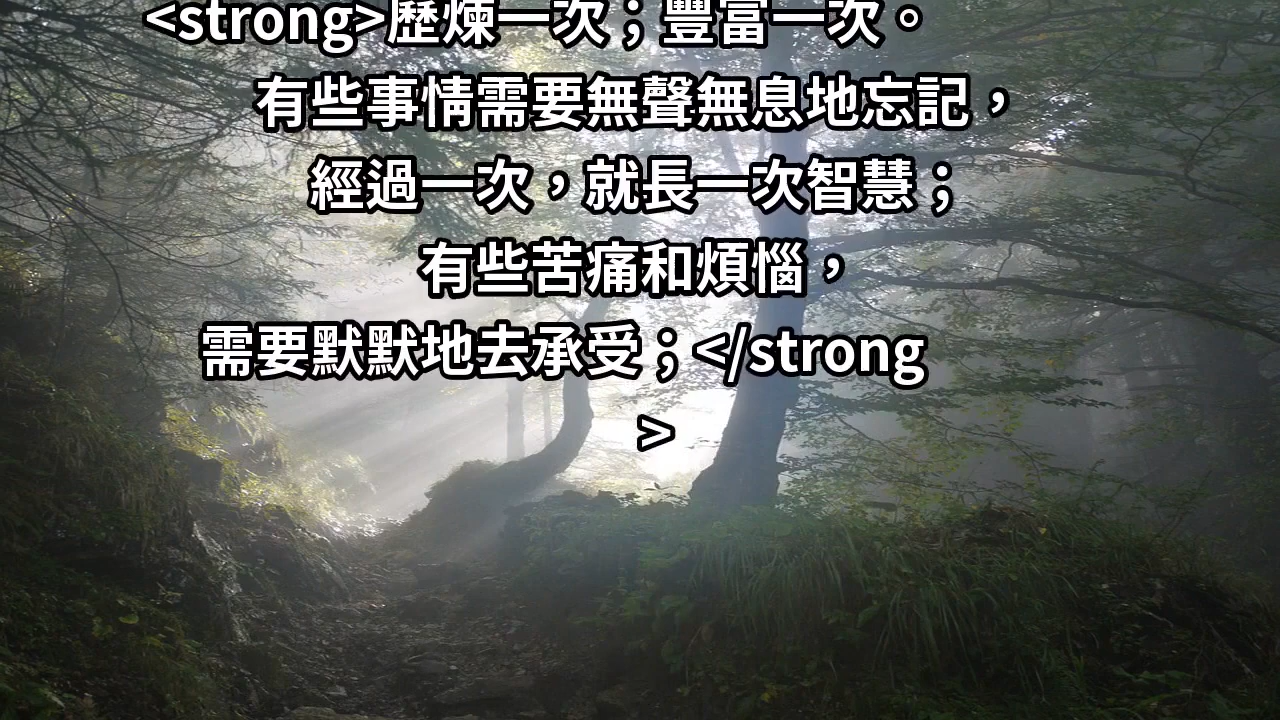 <strong>歷煉一次；豐富一次。
有些事情需要無聲無息地忘記，
經過一次，就長一次智慧；
有些苦痛和煩惱，
需要默默地去承受；</strong
>